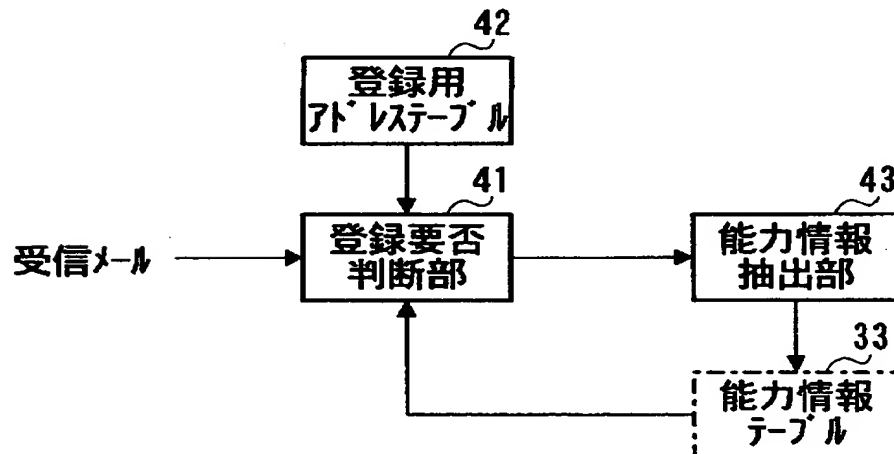 42
登録用
アドレステーブル
41
43
受信メール
登録要否
判断部
能力情報
抽出部
33
能力情報
テーブル